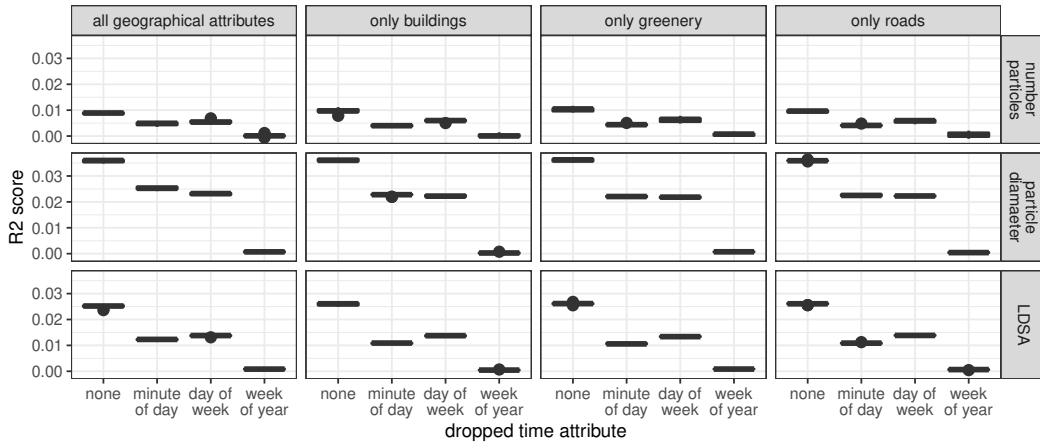 all geographical attributes
only buildings
only greenery
only roads
0.03
0.02
0.01
0.00
number
particles
0.03
0.02
0.01
0.00
particle
diamaeter
0.03
0.02
0.01
0.00
LDSA
R2 score
none
minute
of day
day of
week
week
of year
none
minute
of day
day of
week
week
of year
none
minute
of day
day of
week
week
of year
none
minute
of day
day of
week
week
of year
dropped time attribute